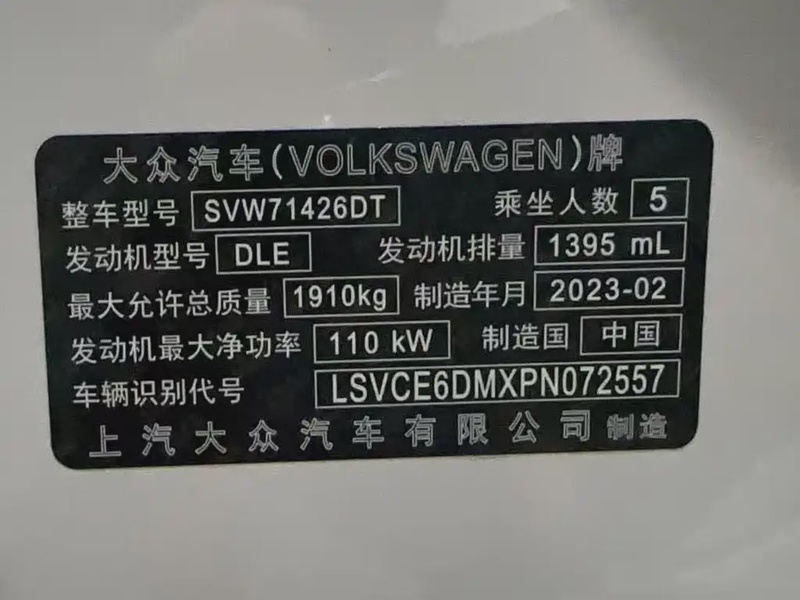 大众汽车(VOLKSWAGEN)牌
整车型号 SVW71426DT 乘坐人数 5
发动机型号 DLE 发动机排量 1395 mL
最大允许总质量 1910kg 制造年月 2023-02
发动机最大净功率 110 kW 制造国 中国
车辆识别代号 LSVCE6DMXPN072557
上汽大众汽车有限公司 制造